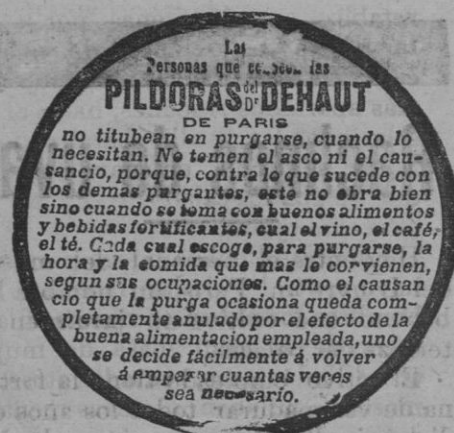 Las
Personas que conocen las
PILDORAS del Dr DEHAUT
DE PARIS
no titubean en purgarse, cuando lo
necesitan. No temen el asco ni el cau-
sancio, porque, contra lo que sucede con
los demas purgantes, este no obra bien
sino cuando se toma con buenos alimentos
y bebidas fortificantes, cual el vino, el café,
el té. Cada cual escoge, para purgarse, la
hora y la comida que mas le convienen,
segun sus ocupaciones. Como el causan
cio que la purga ocasiona queda com-
pletamente anulado por el efecto de la
buena alimentacion empleada, uno
se decide fácilmente á volver
á empezar cuantas veces
sea necesario.